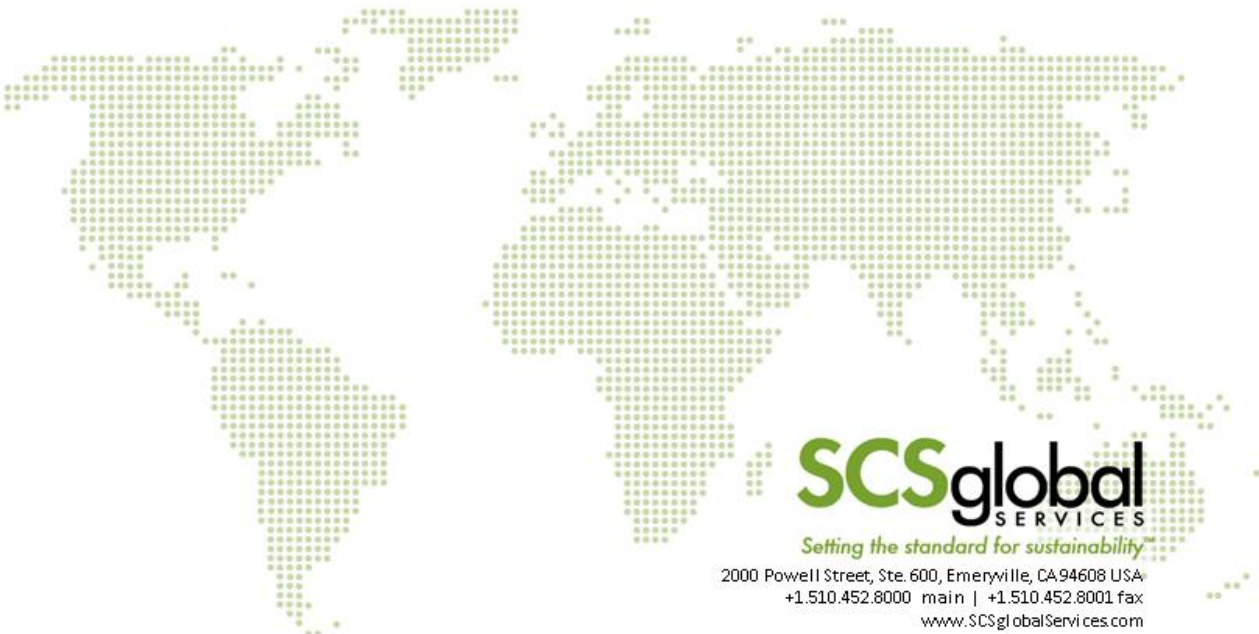 SCSglobal
SERVICES
Setting the standard for sustainability™
2000 Powell Street, Ste. 600, Emeryville, CA 94608 USA
+1.510.452.8000 main | +1.510.452.8001 fax
www.SCSglobalServices.com